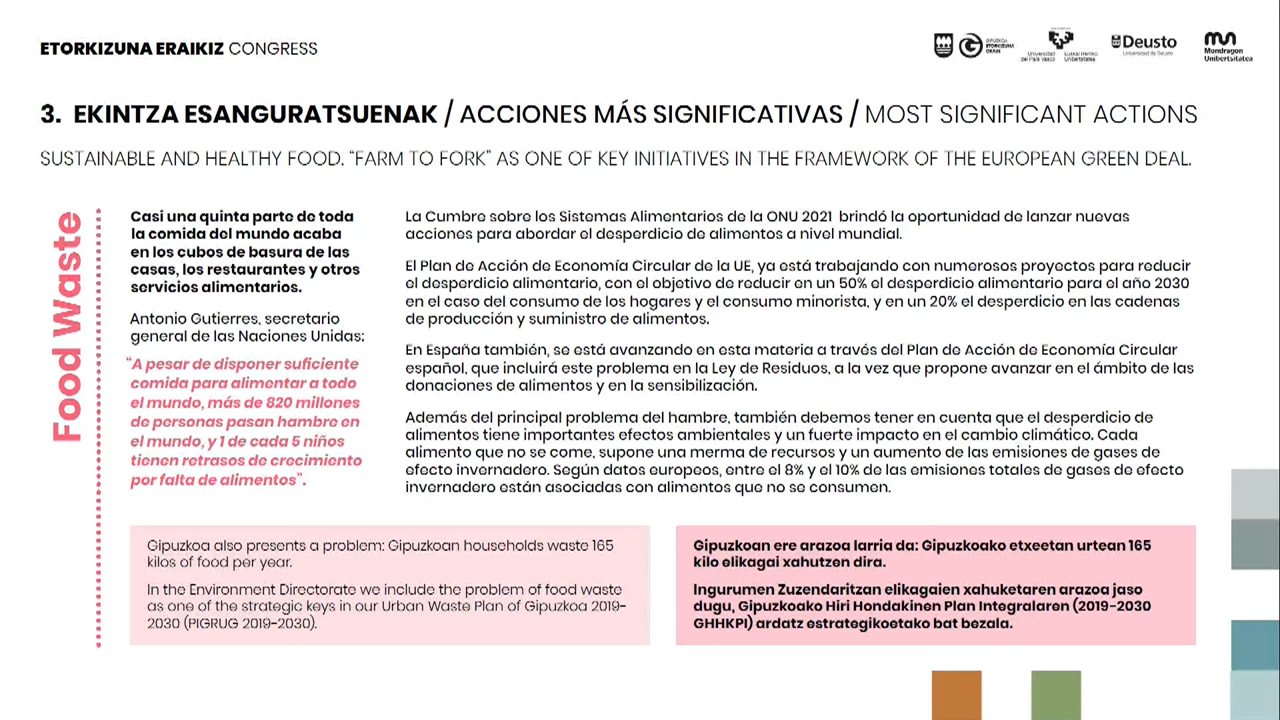 ETORKIZUNA ERAIKIZ CONGRESS
GIPUZKOA
ETORKIZUNA
ORAIN
Universidad del País Vasco
Euskal Herriko Unibertsitatea
Deusto
Universidad de Deusto
Mondragon
Unibertsitatea
3. EKINTZA ESANGURATSUENAK / ACCIONES MÁS SIGNIFICATIVAS / MOST SIGNIFICANT ACTIONS
SUSTAINABLE AND HEALTHY FOOD. “FARM TO FORK” AS ONE OF KEY INITIATIVES IN THE FRAMEWORK OF THE EUROPEAN GREEN DEAL.
Food Waste
Casi una quinta parte de toda
la comida del mundo acaba
en los cubos de basura de las
casas, los restaurantes y otros
servicios alimentarios.
Antonio Gutierres, secretario
general de las Naciones Unidas:
“A pesar de disponer suficiente
comida para alimentar a todo
el mundo, más de 820 millones
de personas pasan hambre en
el mundo, y 1 de cada 5 niños
tienen retrasos de crecimiento
por falta de alimentos”.
La Cumbre sobre los Sistemas Alimentarios de la ONU 2021 brindó la oportunidad de lanzar nuevas
acciones para abordar el desperdicio de alimentos a nivel mundial.
El Plan de Acción de Economía Circular de la UE, ya está trabajando con numerosos proyectos para reducir
el desperdicio alimentario, con el objetivo de reducir en un 50% el desperdicio alimentario para el año 2030
en el caso del consumo de los hogares y el consumo minorista, y en un 20% el desperdicio en las cadenas
de producción y suministro de alimentos.
En España también, se está avanzando en esta materia a través del Plan de Acción de Economía Circular
español, que incluirá este problema en la Ley de Residuos, a la vez que propone avanzar en el ámbito de las
donaciones de alimentos y en la sensibilización.
Además del principal problema del hambre, también debemos tener en cuenta que el desperdicio de
alimentos tiene importantes efectos ambientales y un fuerte impacto en el cambio climático. Cada
alimento que no se come, supone una merma de recursos y un aumento de las emisiones de gases de
efecto invernadero. Según datos europeos, entre el 8% y el 10% de las emisiones totales de gases de efecto
invernadero están asociadas con alimentos que no se consumen.
Gipuzkoa also presents a problem: Gipuzkoan households waste 165
kilos of food per year.
In the Environment Directorate we include the problem of food waste
as one of the strategic keys in our Urban Waste Plan of Gipuzkoa 2019-
2030 (PIGRUG 2019-2030).
Gipuzkoan ere arazoa larria da: Gipuzkoako etxeetan urtean 165
kilo elikagai xahutzen dira.
Ingurumen Zuzendaritzan elikagaien xahuketaren arazoa jaso
dugu, Gipuzkoako Hiri Hondakinen Plan Integralaren (2019-2030
GHHKPI) ardatz estrategikoetako bat bezala.